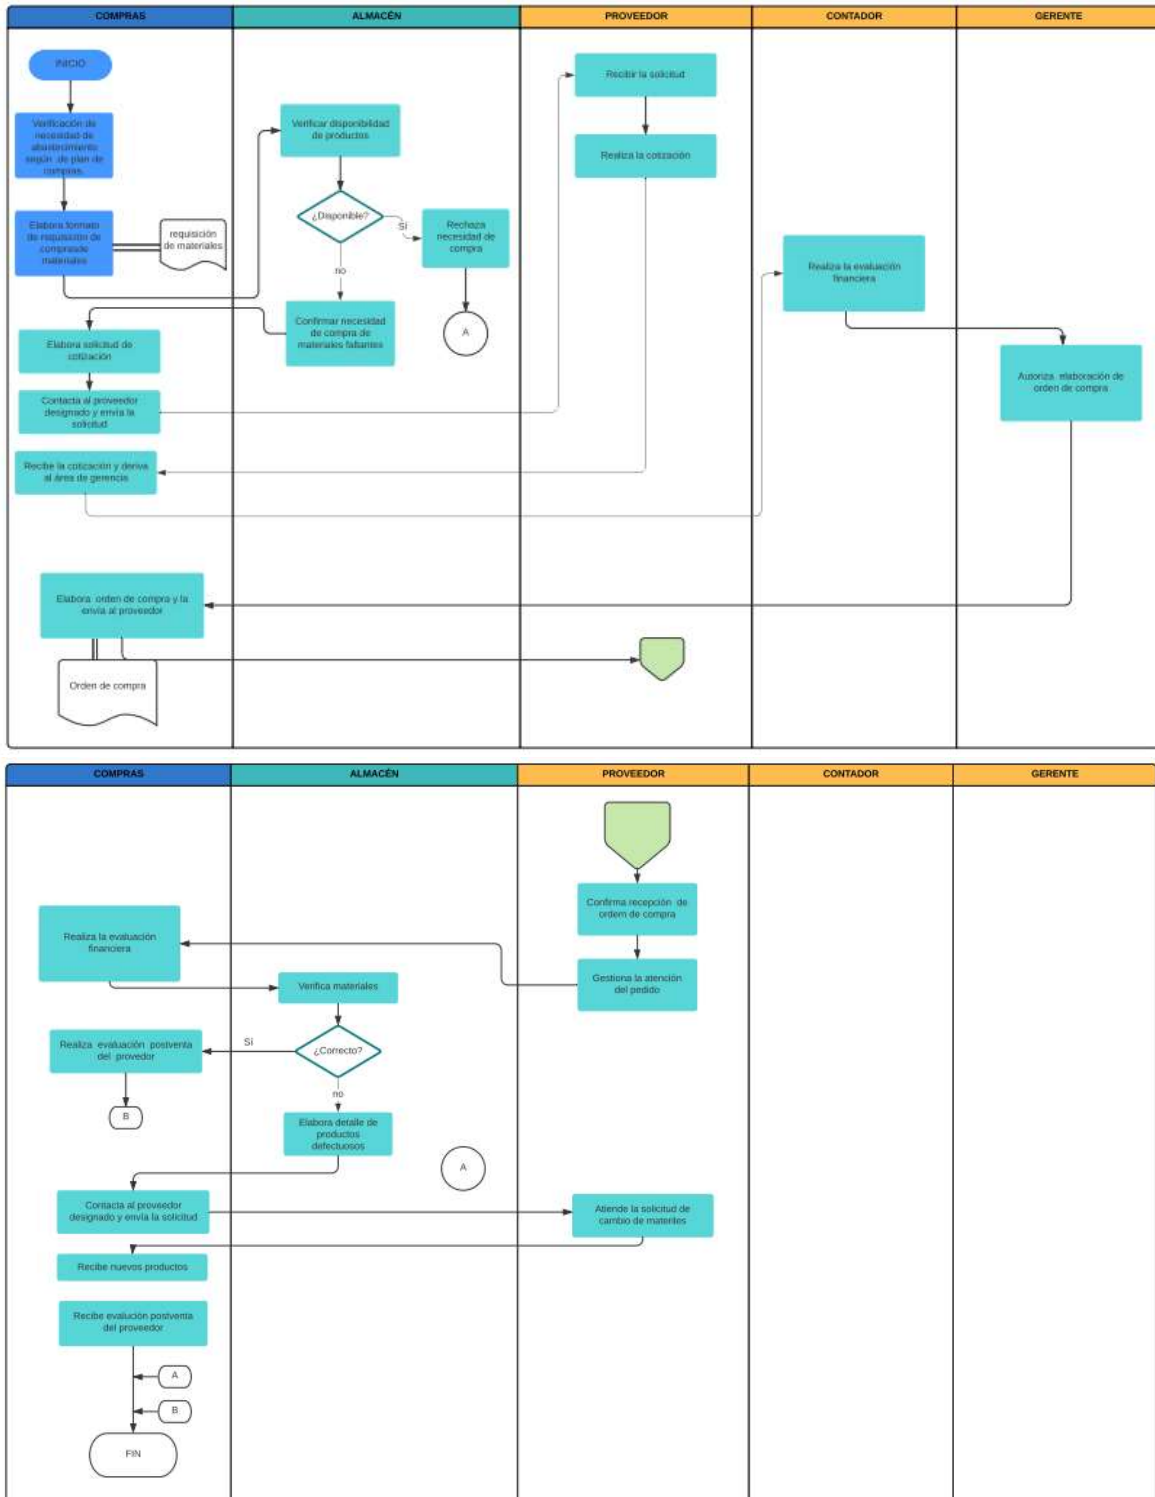 COMPRAS
ALMACÉN
PROVEEDOR
CONTADOR
GERENTE
INICIO
Verificación de
necesidad de
abastecimiento
según de plan de
compras.
Elabora formato
de requisición de
comprasde
materiales
requisición
de materiales
Elabora solicitud de
cotización
Contacta al proveedor
designado y envía la
solicitud
Recibe la cotización y deriva
al área de gerencia
Elabora orden de compra y la
envía al proveedor
Orden de compra
Verificar disponibilidad
de productos
¿Disponible?
Sí
no
Rechaza
necesidad de
compra
A
Confirmar necesidad
de compra de
materiales faltantes
Recibir la solicitud
Realiza la cotización
Realiza la evaluación
financiera
Autoriza elaboración de
orden de compra
COMPRAS
ALMACÉN
PROVEEDOR
CONTADOR
GERENTE
Confirma recepción de
ordem de compra
Gestiona la atención
del pedido
Realiza la evaluación
financiera
Verifica materiales
¿Correcto?
Sí
no
Realiza evaluación postventa
del provedor
B
Elabora detalle de
productos
defectuosos
A
Contacta al proveedor
designado y envía la solicitud
Atiende la solicitud de
cambio de materiles
Recibe nuevos productos
Recibe evalución postventa
del proveedor
A
B
FIN